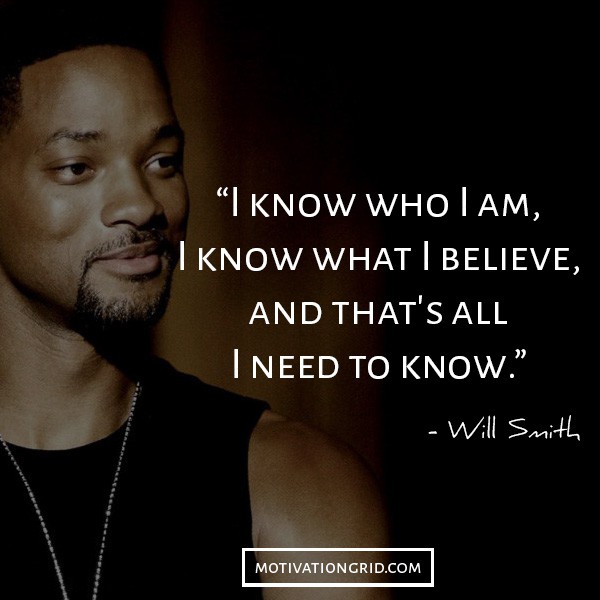 “I know who I am,
I know what I believe,
and that's all
I need to know.”
- Will Smith
motivationgrid.com